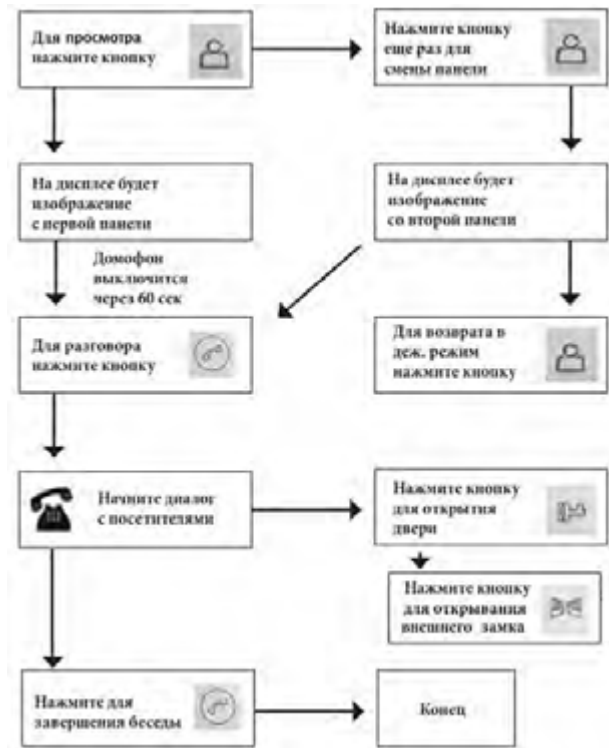 Для просмотра
нажмите кнопку
Нажмите кнопку
еще раз для
смены панели
На дисплее будет
изображение
с первой панели
На дисплее будет
изображение
со второй панели
Домофон
выключится
через 60 сек
Для разговора
нажмите кнопку
Для возврата в
деж. режим
нажмите кнопку
Начните диалог
с посетителями
Нажмите кнопку
для открытия
двери
Нажмите кнопку
для открывания
внешнего замка
Нажмите для
завершения беседы
Конец